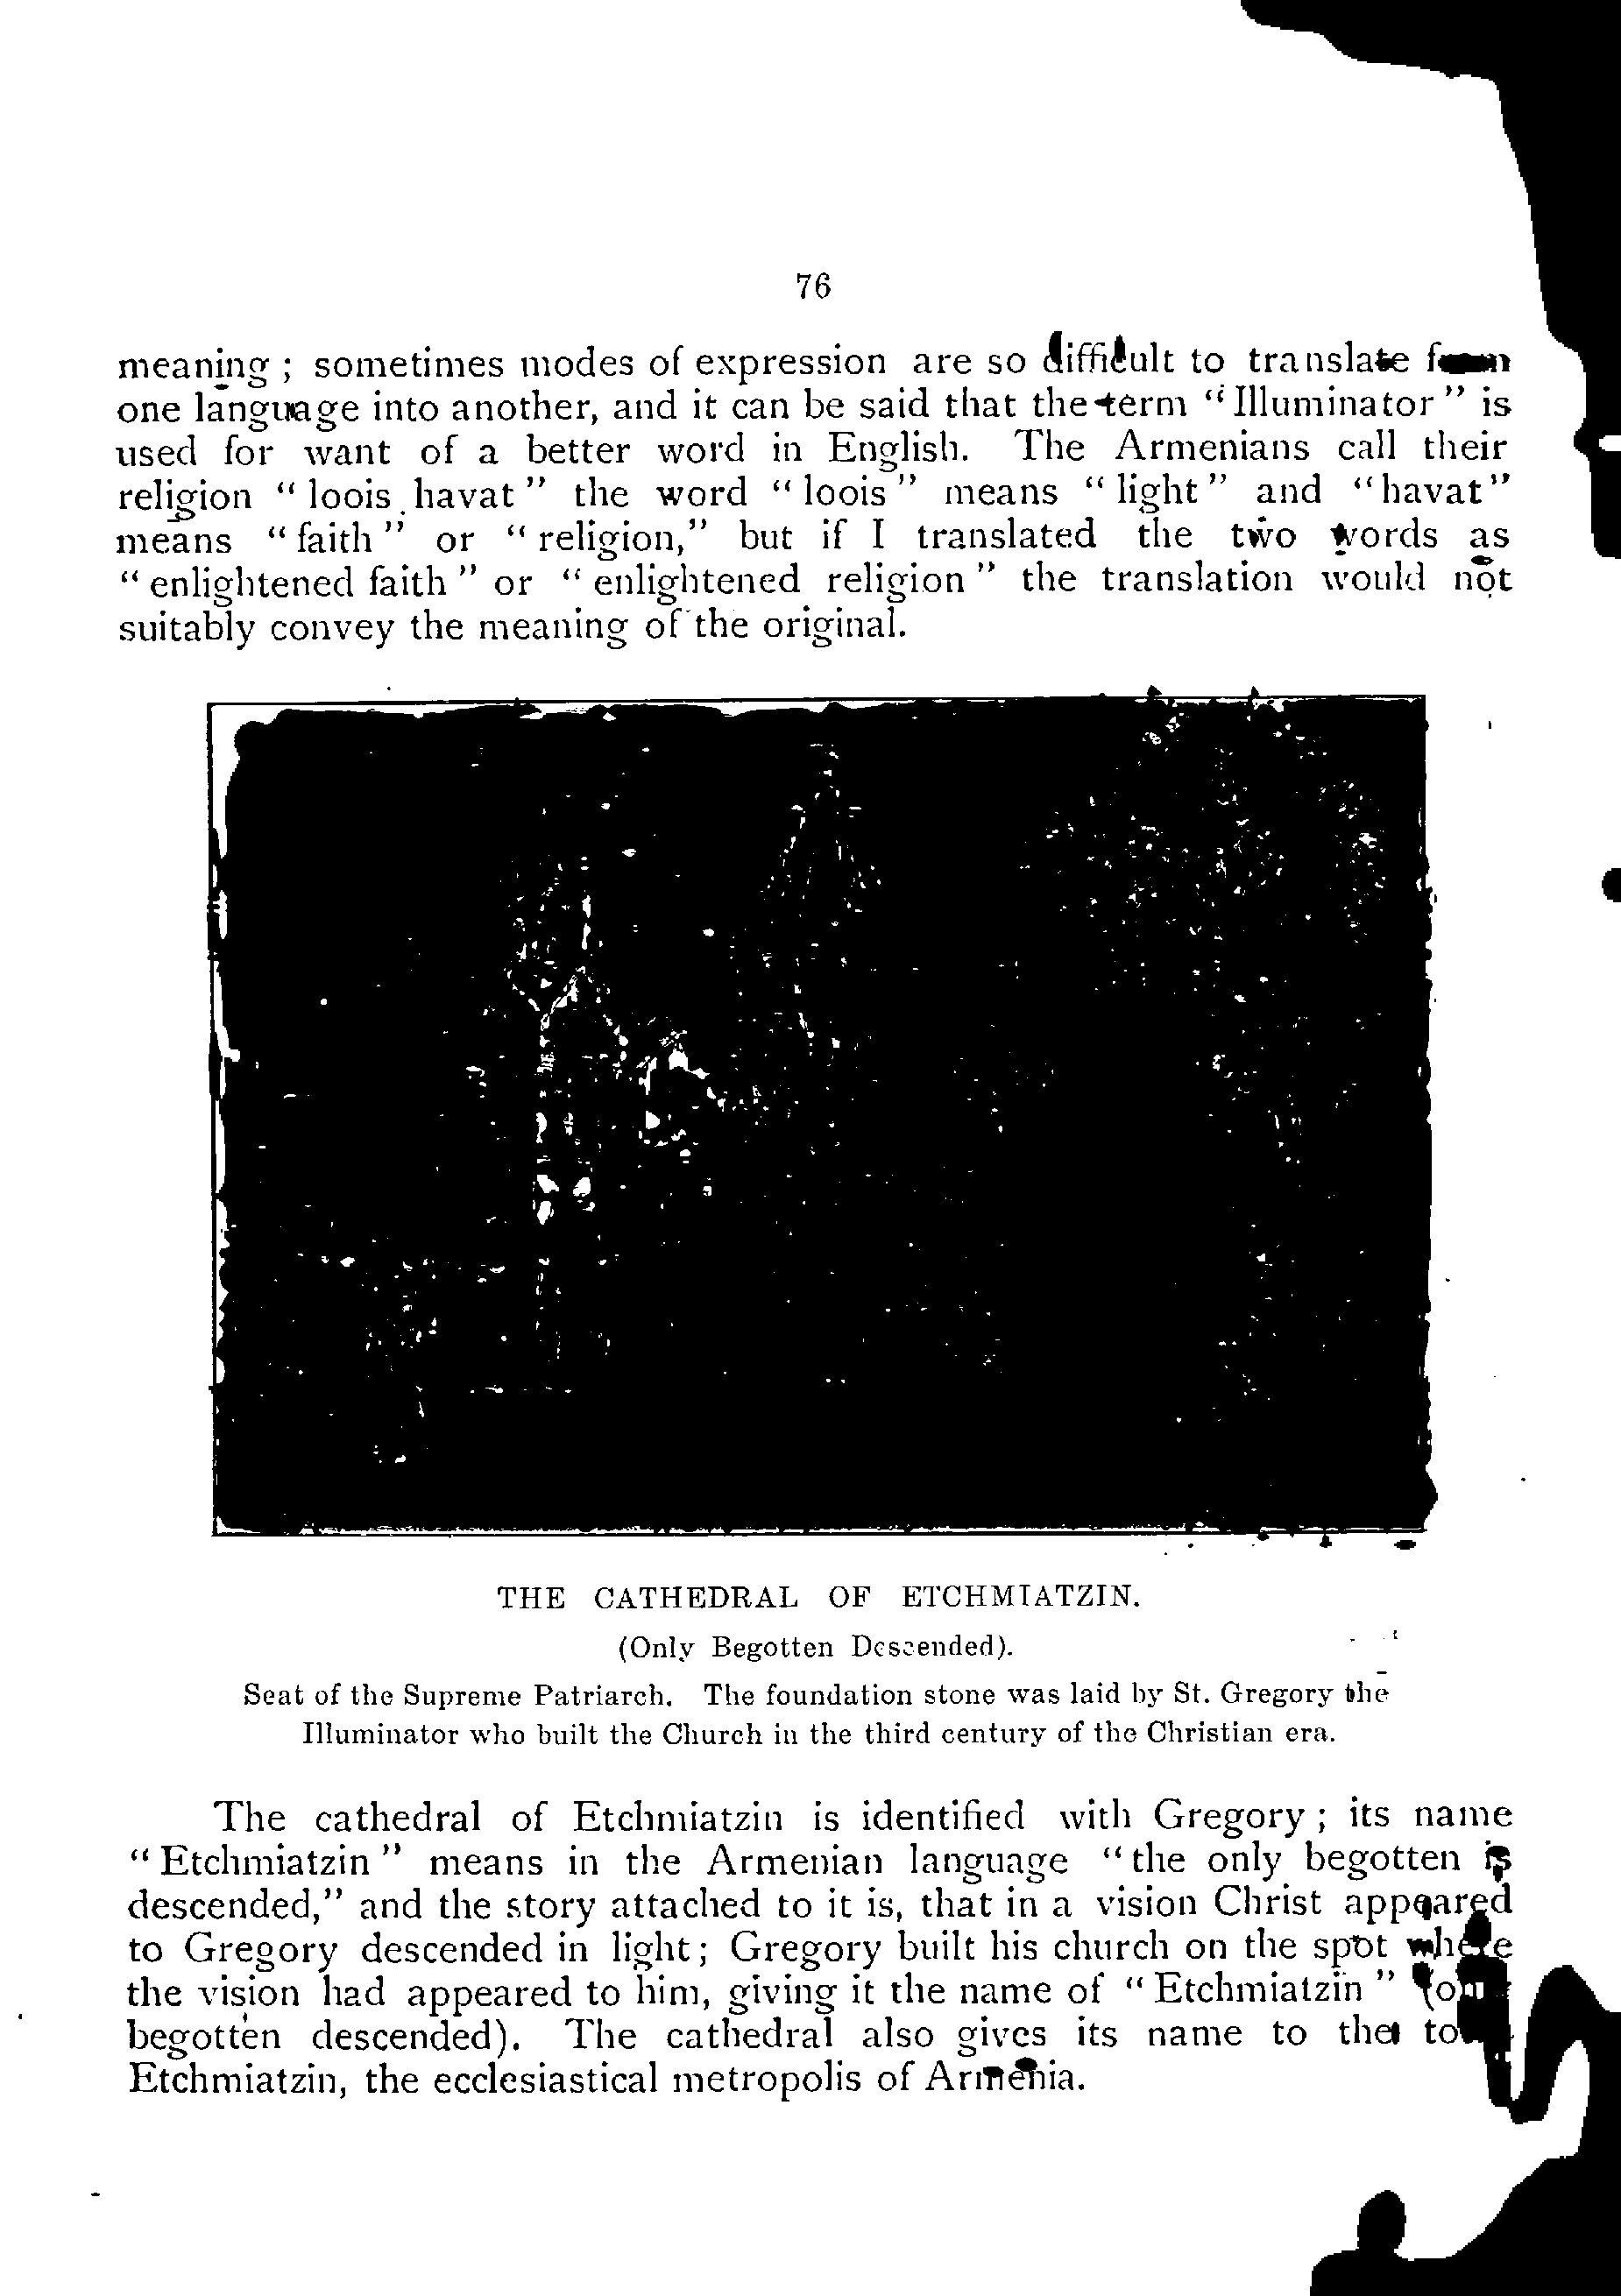 76
meaning ; sometimes modes of expression are so difficult to translate from
one language into another, and it can be said that the term “Illuminator” is
used for want of a better word in English. The Armenians call their
religion “loois havat” the word “loois” means “light” and “havat”
means “faith” or “religion,” but if I translated the two words as
“enlightened faith” or “enlightened religion” the translation would not
suitably convey the meaning of the original.
THE CATHEDRAL OF ETCHMIATZIN.
(Only Begotten Descended).
Seat of the Supreme Patriarch. The foundation stone was laid by St. Gregory the
Illuminator who built the Church in the third century of the Christian era.
The cathedral of Etchmiatzin is identified with Gregory ; its name
“Etchmiatzin” means in the Armenian language “the only begotten is
descended,” and the story attached to it is, that in a vision Christ appeared
to Gregory descended in light; Gregory built his church on the spot where
the vision had appeared to him, giving it the name of “Etchmiatzin”
begotten descended). The cathedral also gives its name to the
Etchmiatzin, the ecclesiastical metropolis of Armenia.